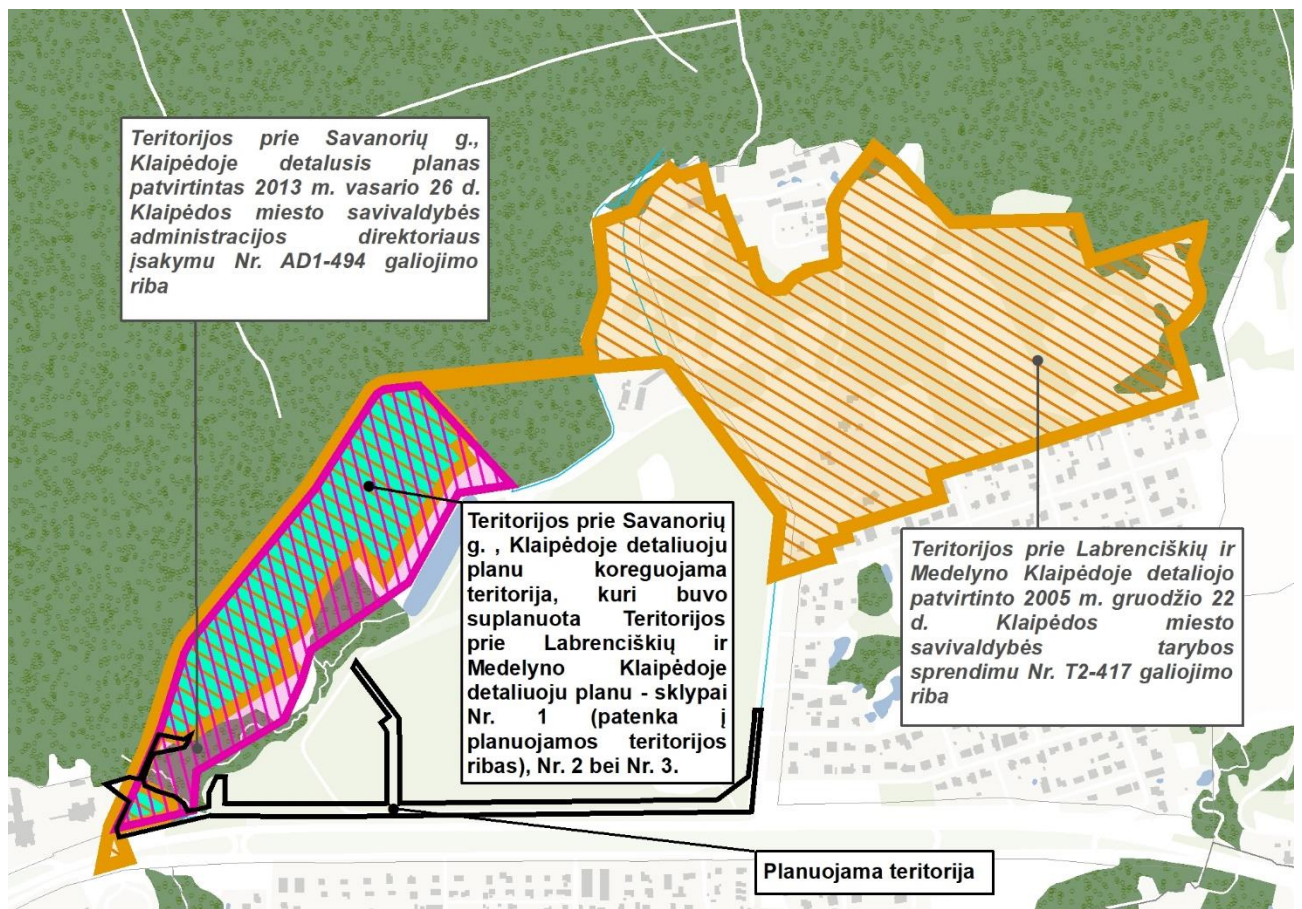 Teritorijos prie Savanorių g.,
Klaipėdoje detalusis planas
patvirtintas 2013 m. vasario 26 d.
Klaipėdos miesto savivaldybės
administracijos direktoriaus
įsakymu Nr. AD1-494 galiojimo
riba
Teritorijos prie Savanorių
g. , Klaipėdoje detaliuoju
planu koreguojama
teritorija, kuri buvo
suplanuota Teritorijos
prie Labrenciškių ir
Medelyno Klaipėdoje
detaliuoju planu - sklypai
Nr. 1 (patenka į
planuojamos teritorijos
ribas), Nr. 2 bei Nr. 3.
Teritorijos prie Labrenciškių ir
Medelyno Klaipėdoje detaliojo
patvirtinto 2005 m. gruodžio 22
d. Klaipėdos miesto
savivaldybės tarybos
sprendimu Nr. T2-417 galiojimo
riba
Planuojama teritorija